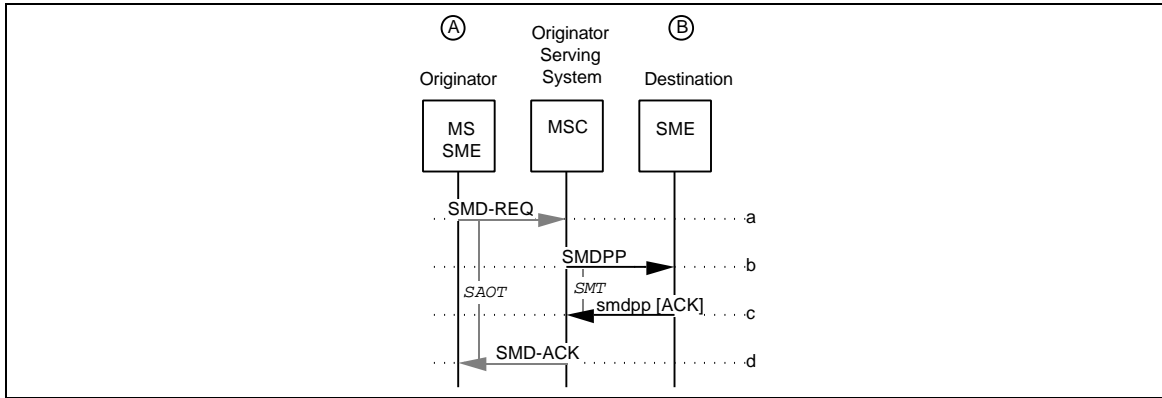 A
B
Originator
Serving
System
Originator
Destination
MS
SME
MSC
SME
SMD-REQ
a
SMDPP
b
SAOT
SMT
smdpp [ACK]
c
SMD-ACK
d